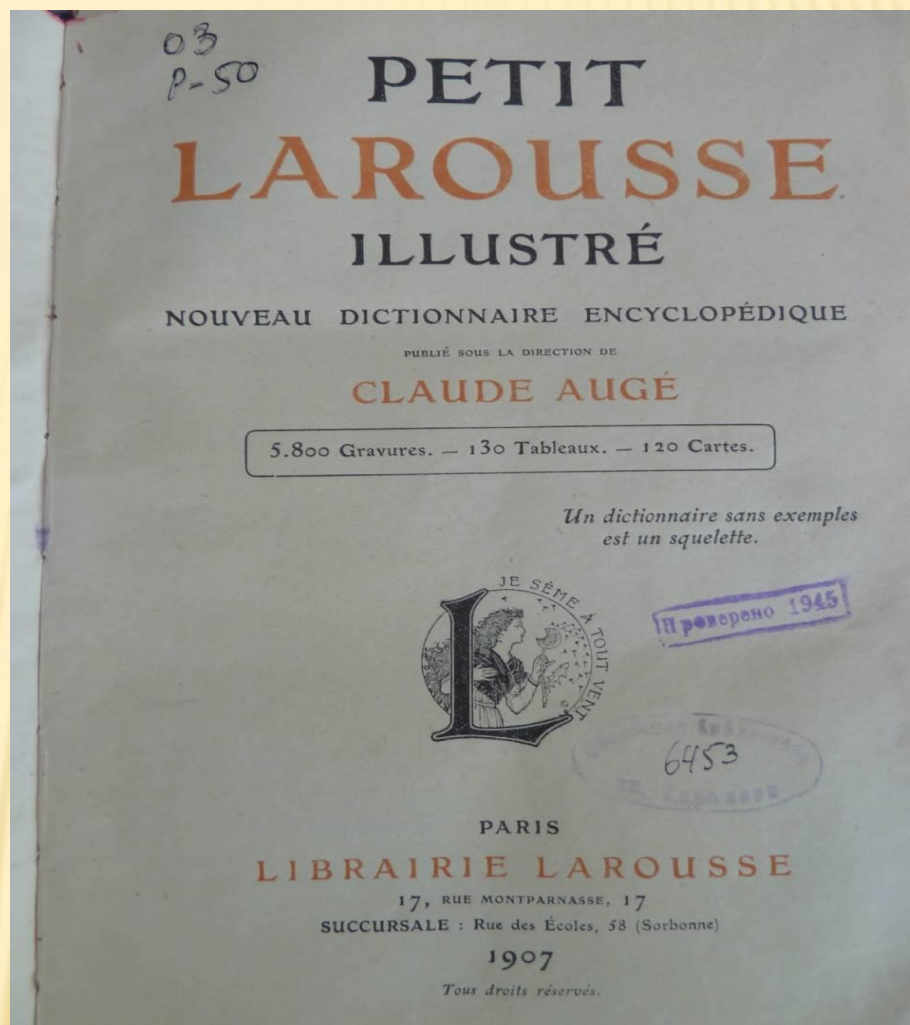 03
P-50
PETIT
LAROUSSE
ILLUSTRÉ
NOUVEAU DICTIONNAIRE ENCYCLOPÉDIQUE
PUBLIÉ SOUS LA DIRECTION DE
CLAUDE AUGÉ
5.800 Gravures. — 130 Tableaux. — 120 Cartes.
Un dictionnaire sans exemples
est un squelette.
JE SÈME À TOUT VENT
L
Проверено 1945
6453
PARIS
LIBRAIRIE LAROUSSE
17, RUE MONTPARNASSE, 17
SUCCURSALE : Rue des Écoles, 58 (Sorbonne)
1907
Tous droits réservés.